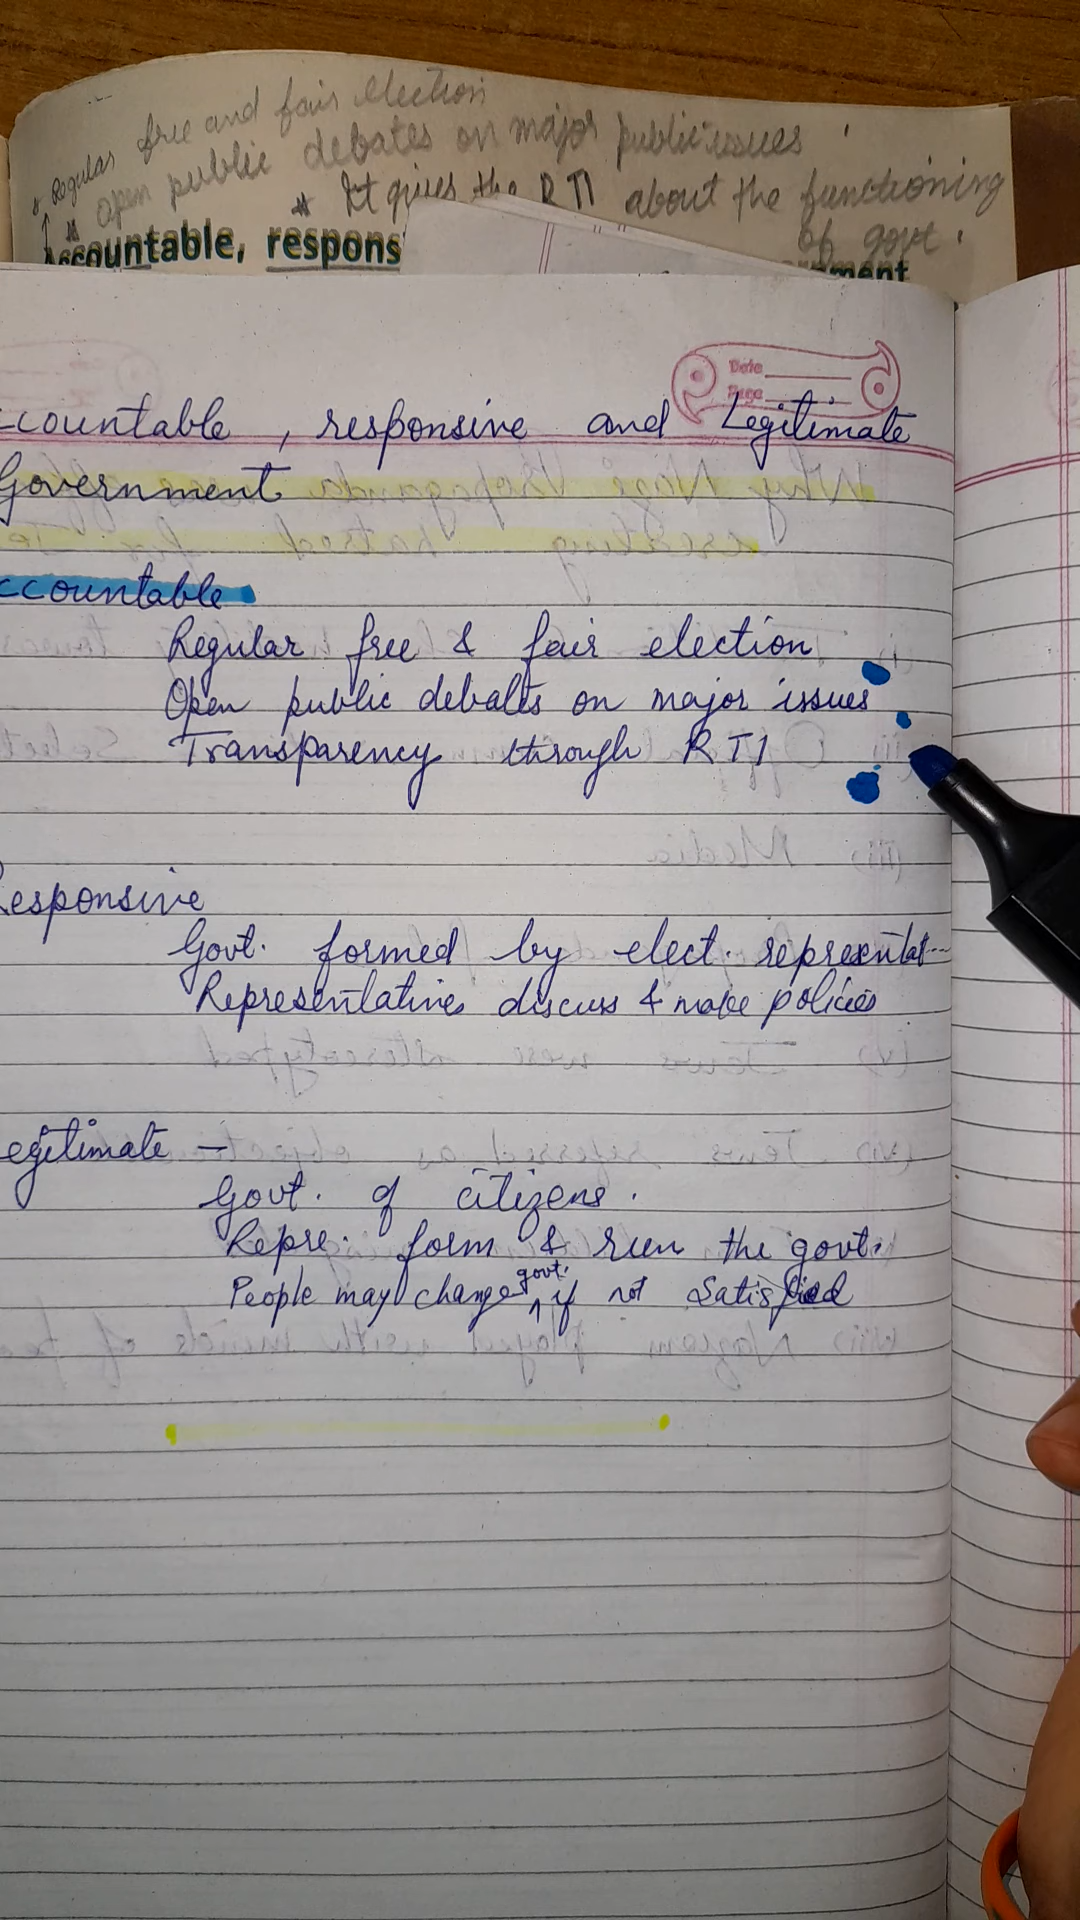 * Regular free and fair election
* Open public debates on major public issues
* It gives the RTI about the functioning
of govt.
Accountable, respons
ernment
Date
Page
ccountable, responsive and Legitimate
Government
ccountable
Regular free & fair election
Open public debates on major issues
Transparency through RTI
Responsive
Govt. formed by elect. representat--
Representatives discuss & make policies
egitimate —
Govt. of citizens.
Repre. form & run the govt.
People may change govt. if not Satisfied